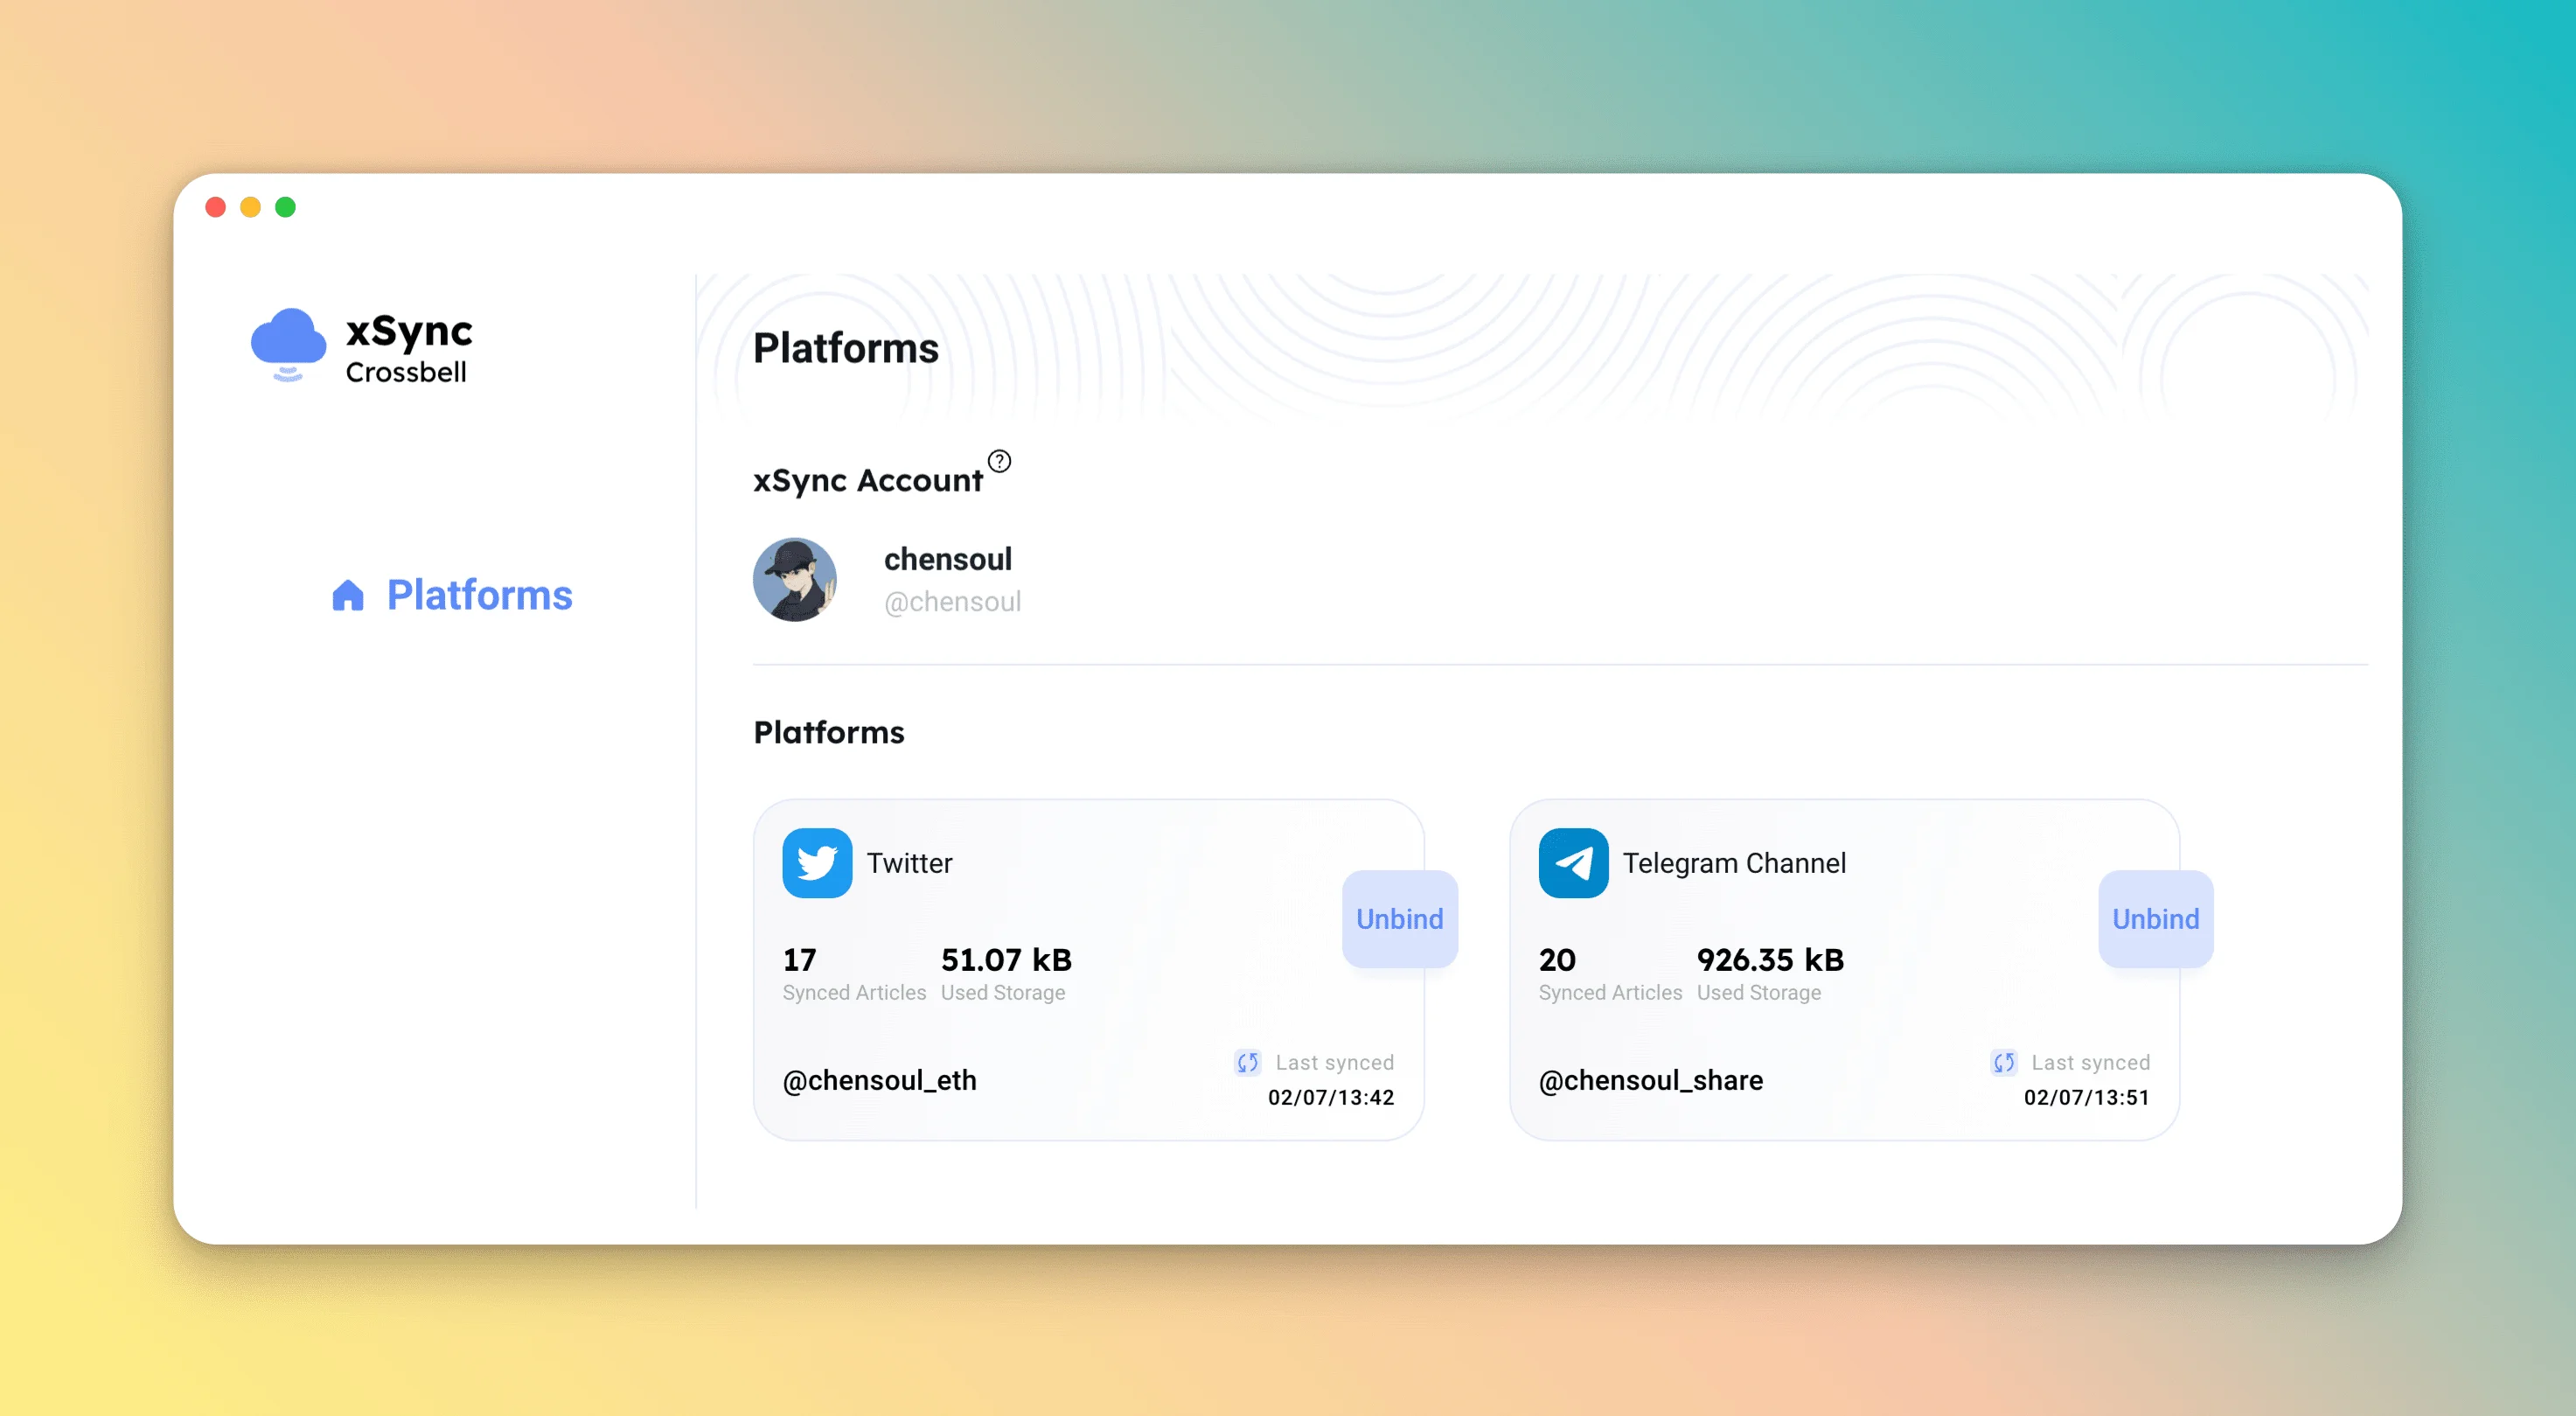 xSync
Crossbell
Platforms
Platforms
xSync Account ?
chensoul
@chensoul
Platforms
Twitter
Unbind
17
51.07 kB
Synced Articles
Used Storage
@chensoul_eth
Last synced
02/07/13:42
Telegram Channel
Unbind
20
926.35 kB
Synced Articles
Used Storage
@chensoul_share
Last synced
02/07/13:51